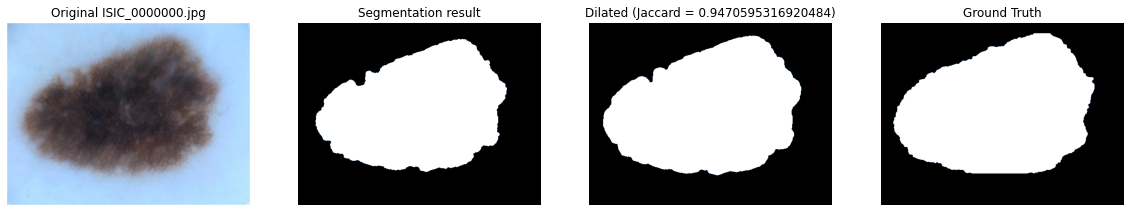 Original ISIC_0000000.jpg
Segmentation result
Dilated (Jaccard = 0.9470595316920484)
Ground Truth